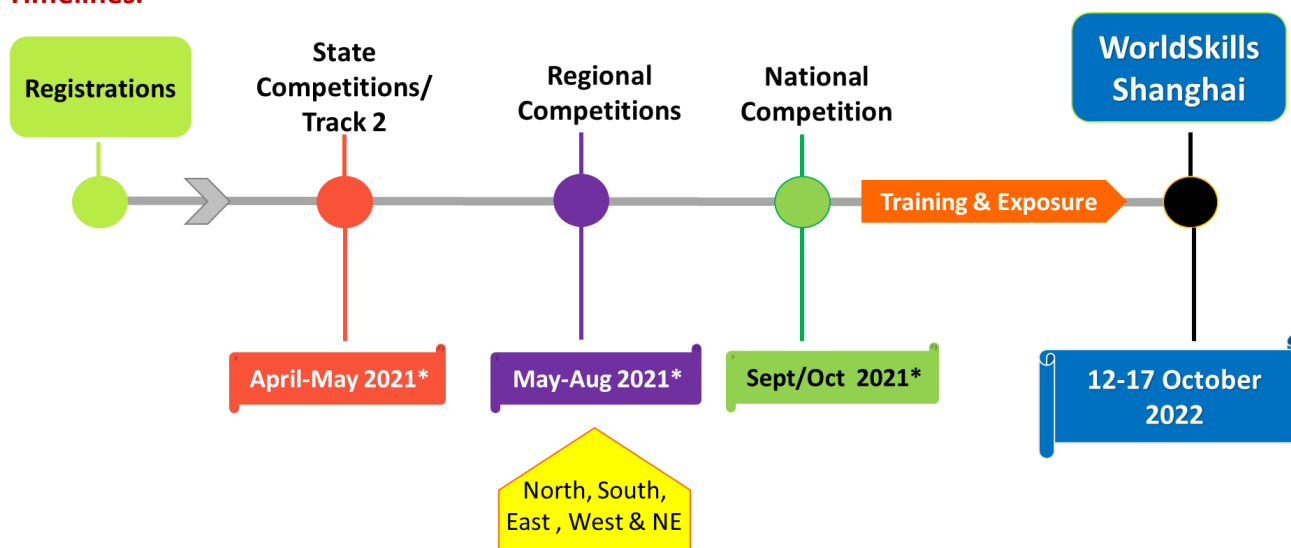 Timelines:
Registrations
State
Competitions/
Track 2
Regional
Competitions
National
Competition
WorldSkills
Shanghai
Training & Exposure
April-May 2021*
May-Aug 2021*
Sept/Oct 2021*
12-17 October
2022
North, South,
East , West & NE